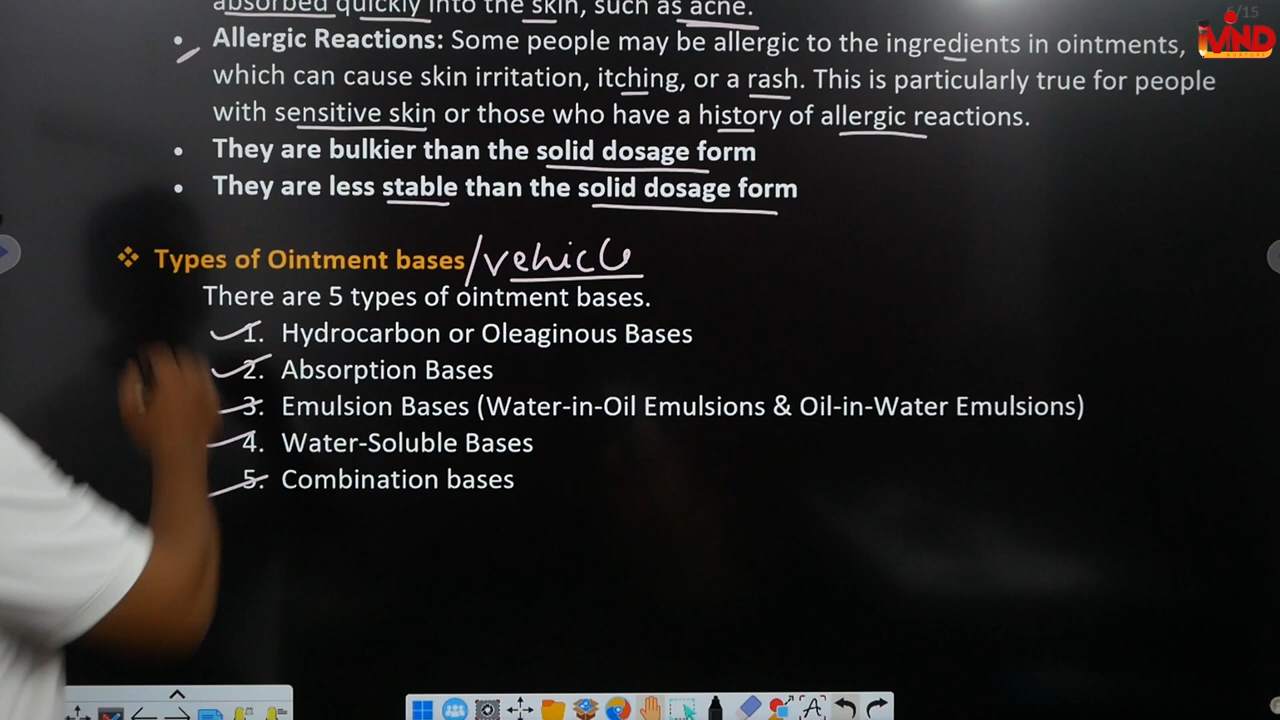 absorbed quickly into the skin, such as acne.
6/15
MIND
• Allergic Reactions: Some people may be allergic to the ingredients in ointments,
which can cause skin irritation, itching, or a rash. This is particularly true for people
with sensitive skin or those who have a history of allergic reactions.
• They are bulkier than the solid dosage form
• They are less stable than the solid dosage form
❖ Types of Ointment bases/vehicle
There are 5 types of ointment bases.
1. Hydrocarbon or Oleaginous Bases
2. Absorption Bases
3. Emulsion Bases (Water-in-Oil Emulsions & Oil-in-Water Emulsions)
4. Water-Soluble Bases
5. Combination bases